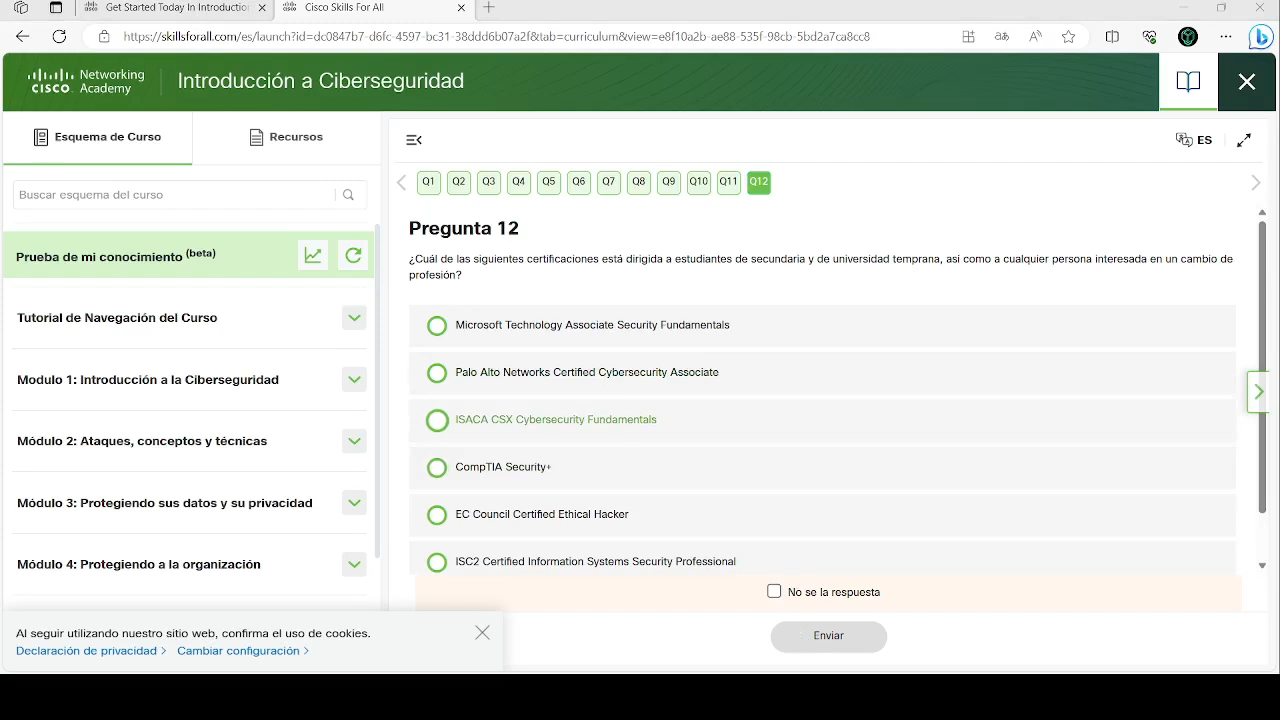 Get Started Today In Introduction
Cisco Skills For All
https://skillsforall.com/es/launch?id=dc0847b7-d6fc-4597-bc31-38ddd6b07a2f&tab=curriculum&view=e8f10a2b-ae88-535f-98cb-5bd2a7ca8cc8
Networking
CISCO Academy
Introducción a Ciberseguridad
Esquema de Curso
Recursos
ES
Buscar esquema del curso
Q1 Q2 Q3 Q4 Q5 Q6 Q7 Q8 Q9 Q10 Q11 Q12
Prueba de mi conocimiento (beta)
Tutorial de Navegación del Curso
Modulo 1: Introducción a la Ciberseguridad
Módulo 2: Ataques, conceptos y técnicas
Módulo 3: Protegiendo sus datos y su privacidad
Módulo 4: Protegiendo a la organización
Pregunta 12
¿Cuál de las siguientes certificaciones está dirigida a estudiantes de secundaria y de universidad temprana, así como a cualquier persona interesada en un cambio de
profesión?
Microsoft Technology Associate Security Fundamentals
Palo Alto Networks Certified Cybersecurity Associate
ISACA CSX Cybersecurity Fundamentals
CompTIA Security+
EC Council Certified Ethical Hacker
ISC2 Certified Information Systems Security Professional
No se la respuesta
Enviar
Al seguir utilizando nuestro sitio web, confirma el uso de cookies.
Declaración de privacidad > Cambiar configuración >